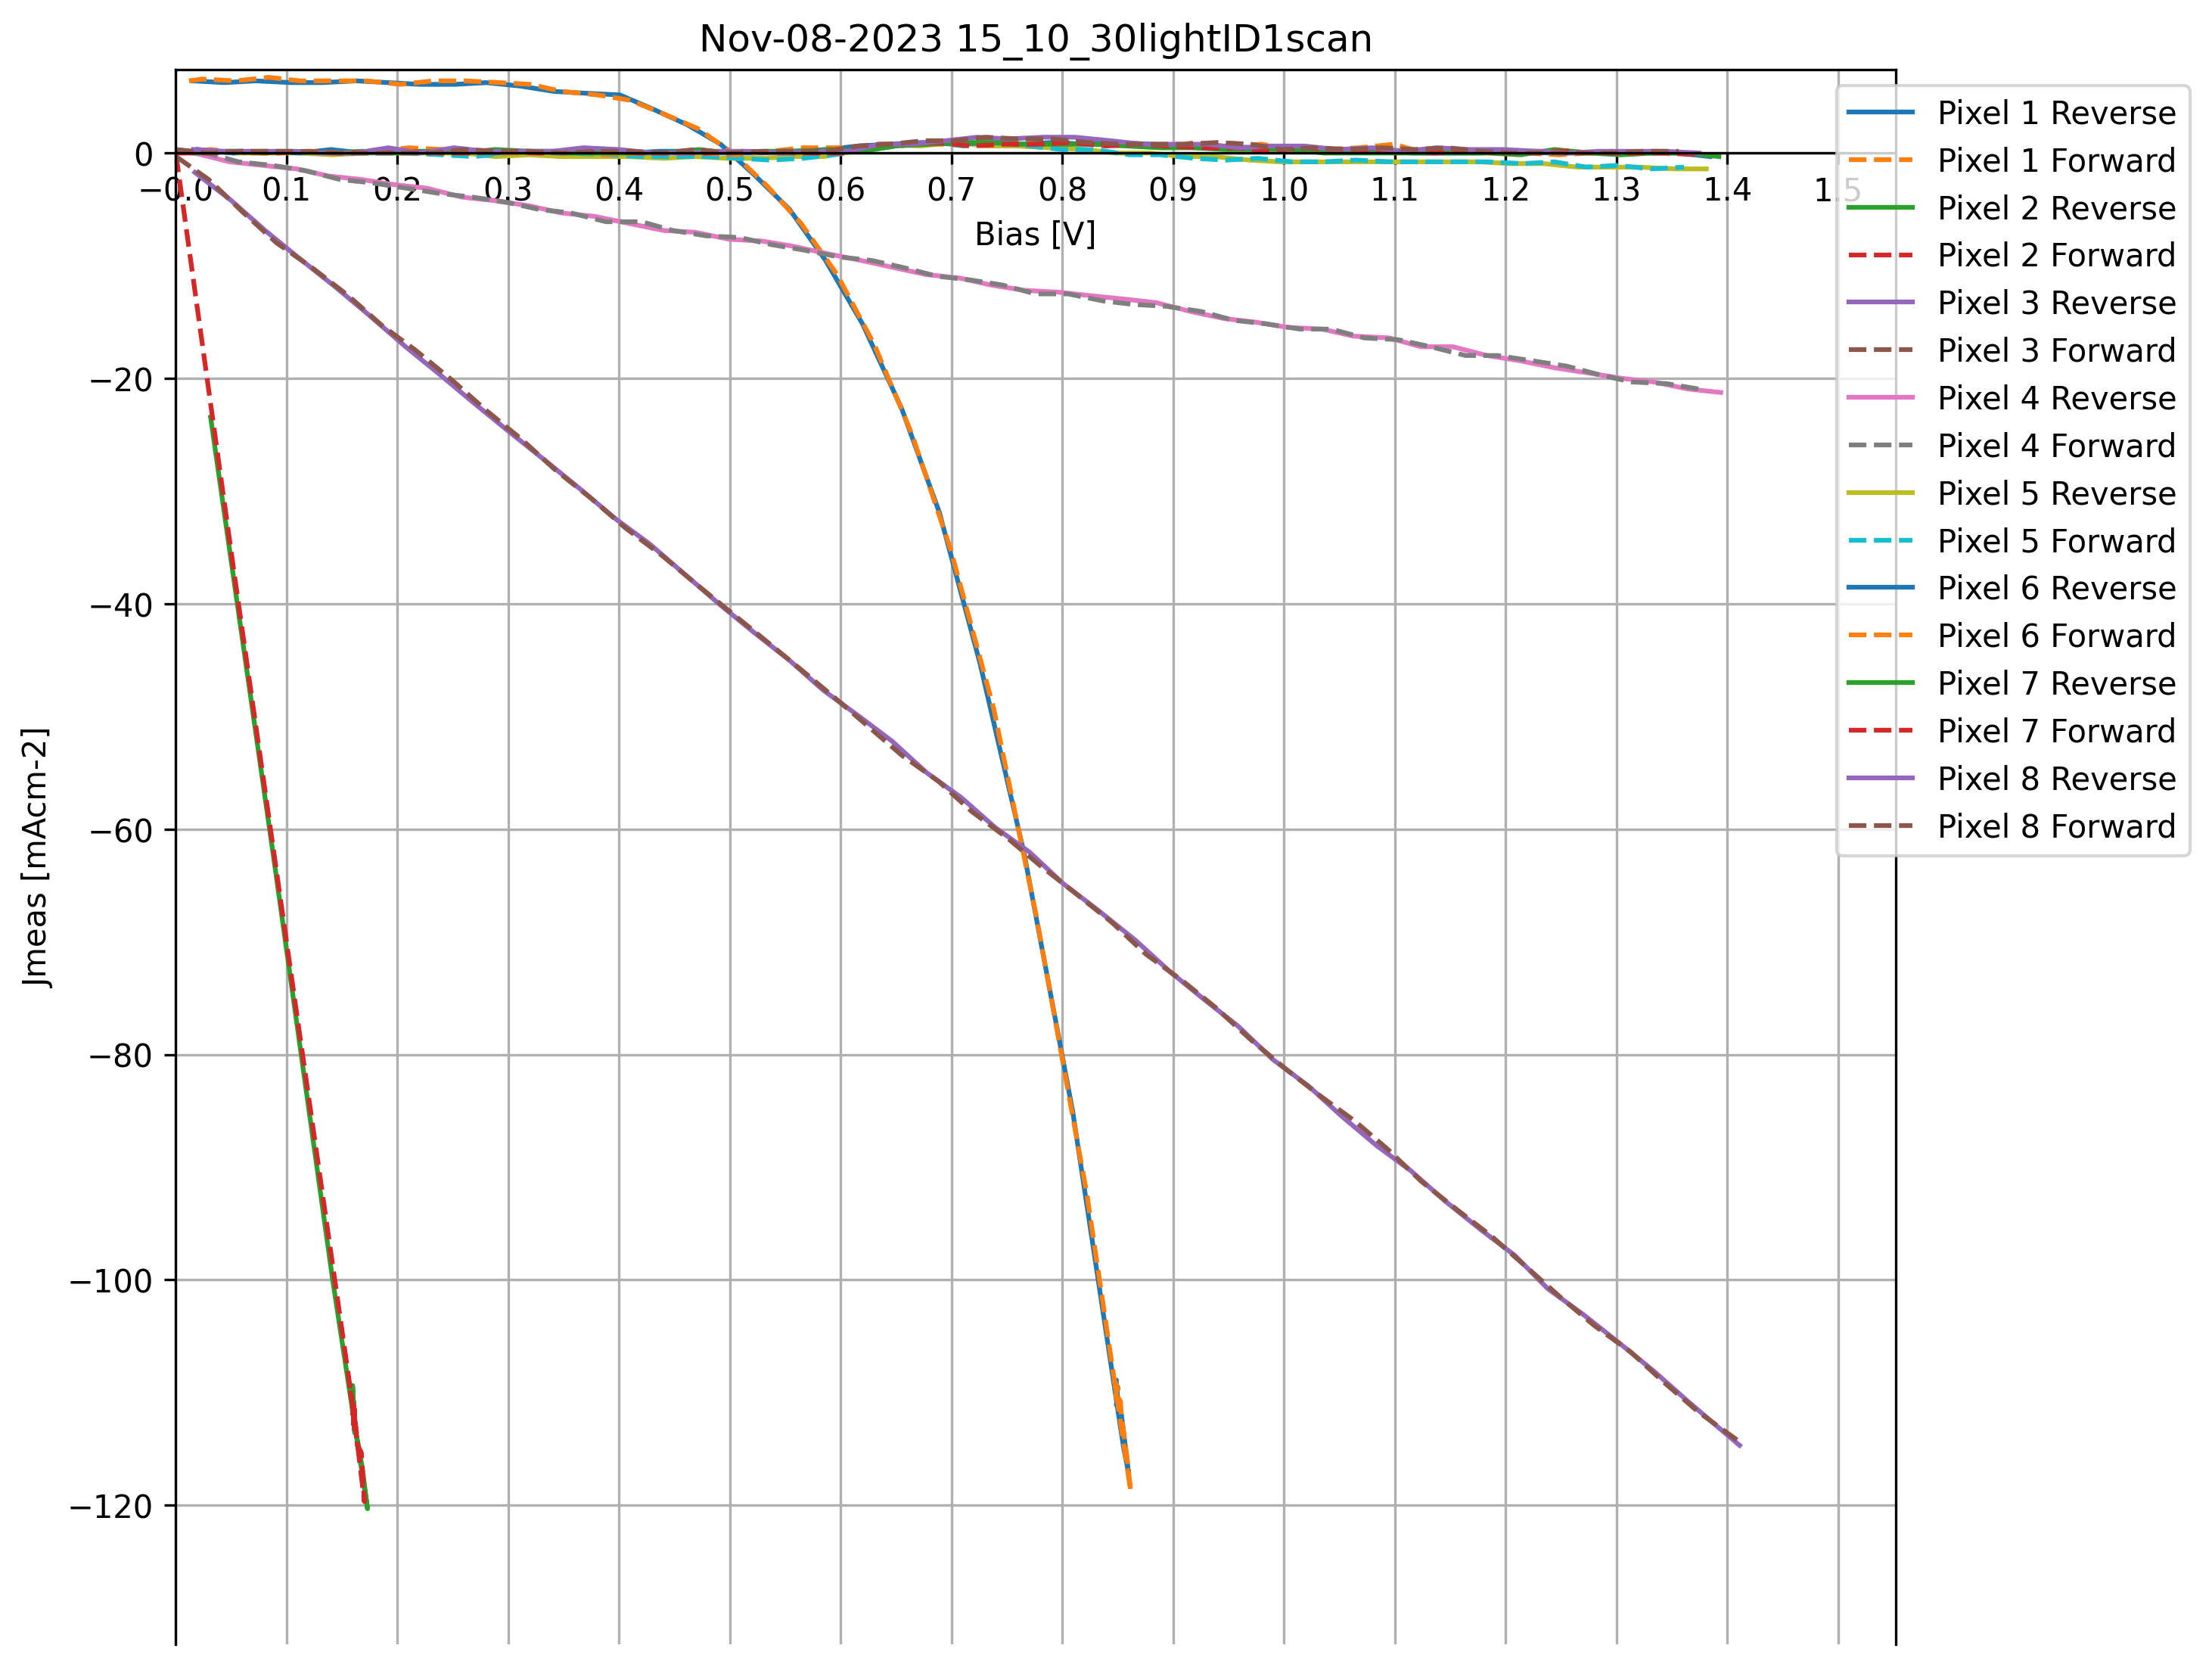 Nov-08-2023 15_10_30lightID1scan
0
−20
−40
−60
−80
−100
−120
Jmeas [mAcm-2]
−0.0 0.1 0.2 0.3 0.4 0.5 0.6 0.7 0.8 0.9 1.0 1.1 1.2 1.3 1.4 1.5
Bias [V]
Pixel 1 Reverse
Pixel 1 Forward
Pixel 2 Reverse
Pixel 2 Forward
Pixel 3 Reverse
Pixel 3 Forward
Pixel 4 Reverse
Pixel 4 Forward
Pixel 5 Reverse
Pixel 5 Forward
Pixel 6 Reverse
Pixel 6 Forward
Pixel 7 Reverse
Pixel 7 Forward
Pixel 8 Reverse
Pixel 8 Forward